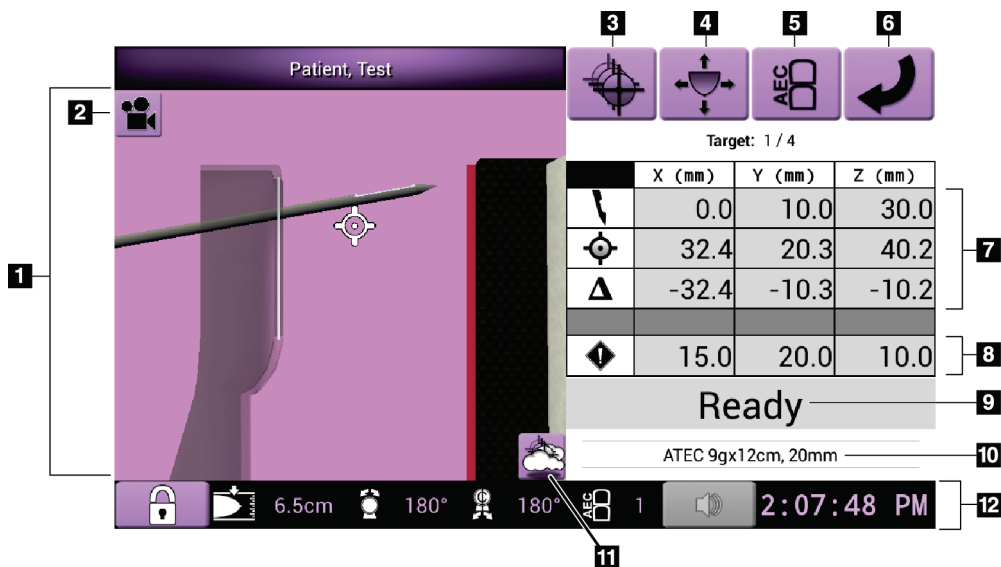 3 4 5 6
Patient, Test
AEC
1
2
Target: 1 / 4
X (mm) Y (mm) Z (mm)
0.0 10.0 30.0
32.4 20.3 40.2
Δ -32.4 -10.3 -10.2
7
! 15.0 20.0 10.0
8
Ready
9
ATEC 9gx12cm, 20mm
10
6.5cm 180° 180° AEC 1 2:07:48 PM
12
11